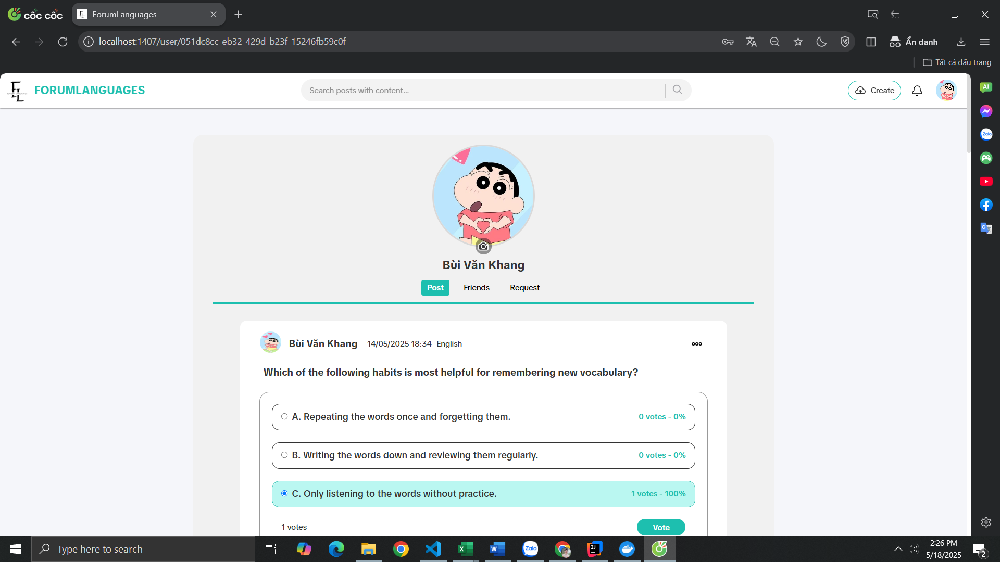 cốc cốc
ForumLanguages
localhost:1407/user/051dc8cc-eb32-429d-b23f-15246fb59c0f
Ẩn danh
Tất cả dấu trang
FL
FORUMLANGUAGES
Search posts with content...
Create
AI
Zalo
Bùi Văn Khang
Post Friends Request
Bùi Văn Khang 14/05/2025 18:34 English
Which of the following habits is most helpful for remembering new vocabulary?
A. Repeating the words once and forgetting them. 0 votes - 0%
B. Writing the words down and reviewing them regularly. 0 votes - 0%
C. Only listening to the words without practice. 1 votes - 100%
1 votes Vote
Type here to search
Zalo
2:26 PM
5/18/2025
2